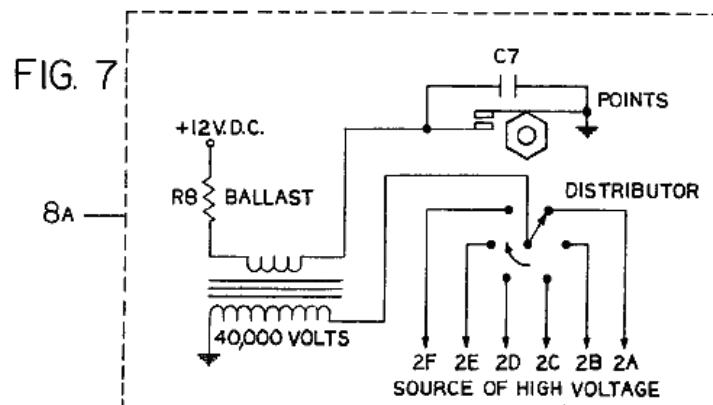 FIG. 7
C7
POINTS
+12V.D.C.
R8 BALLAST
DISTRIBUTOR
8A
40,000 VOLTS
2F 2E 2D 2C 2B 2A
SOURCE OF HIGH VOLTAGE